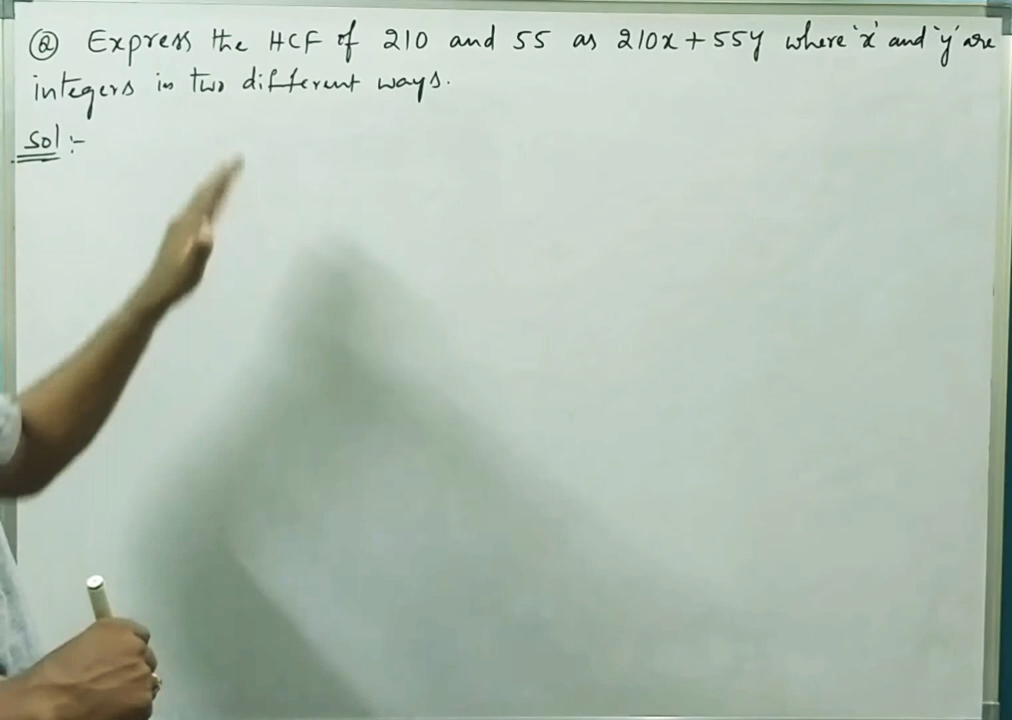 Ⓠ Express the HCF of 210 and 55 as 210x + 55y where 'x' and 'y' are
integers in two different ways.
Sol :-